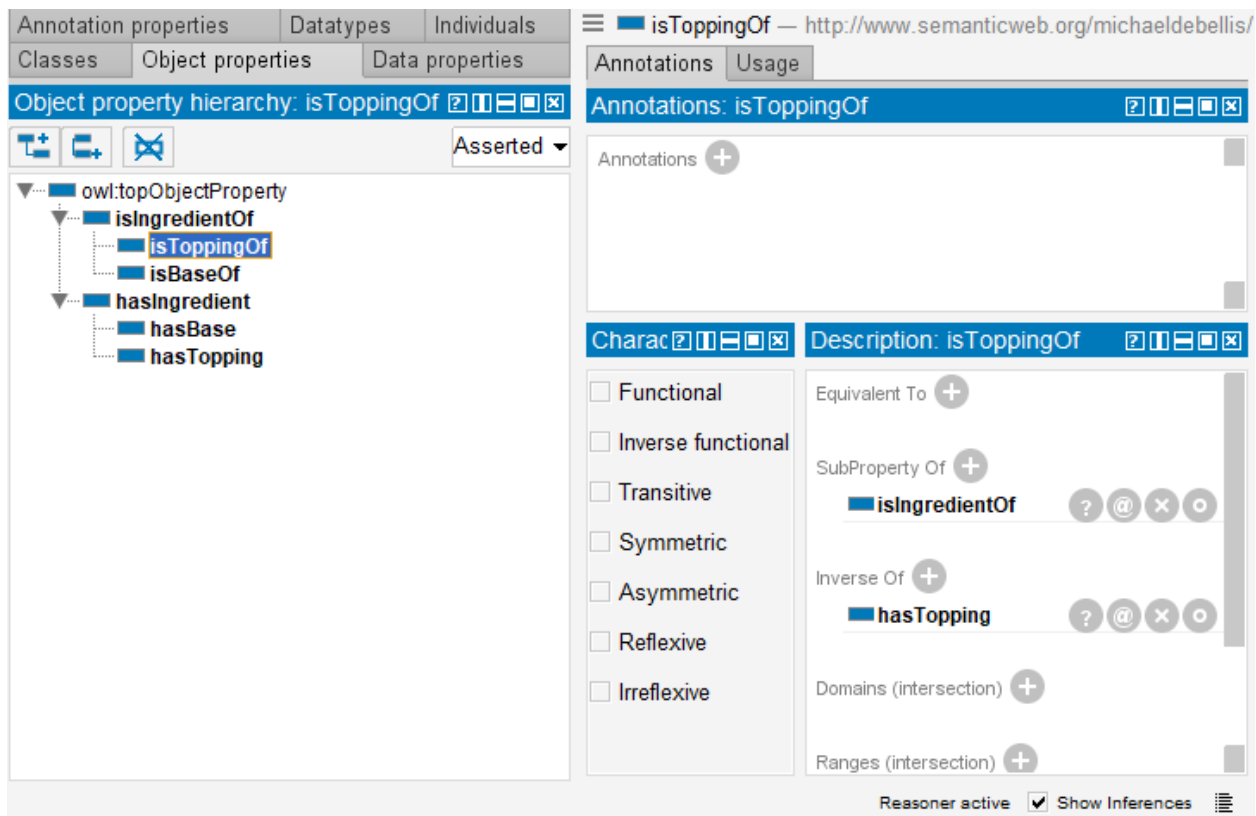 Annotation properties Datatypes Individuals
Classes Object properties Data properties
Object property hierarchy: isToppingOf
Asserted
owl:topObjectProperty
isIngredientOf
isToppingOf
isBaseOf
hasIngredient
hasBase
hasTopping
isToppingOf — http://www.semanticweb.org/michaeldebellis/
Annotations Usage
Annotations: isToppingOf
Annotations
Charac
Functional
Inverse functional
Transitive
Symmetric
Asymmetric
Reflexive
Irreflexive
Description: isToppingOf
Equivalent To
SubProperty Of
isIngredientOf
Inverse Of
hasTopping
Domains (intersection)
Ranges (intersection)
Reasoner active Show Inferences